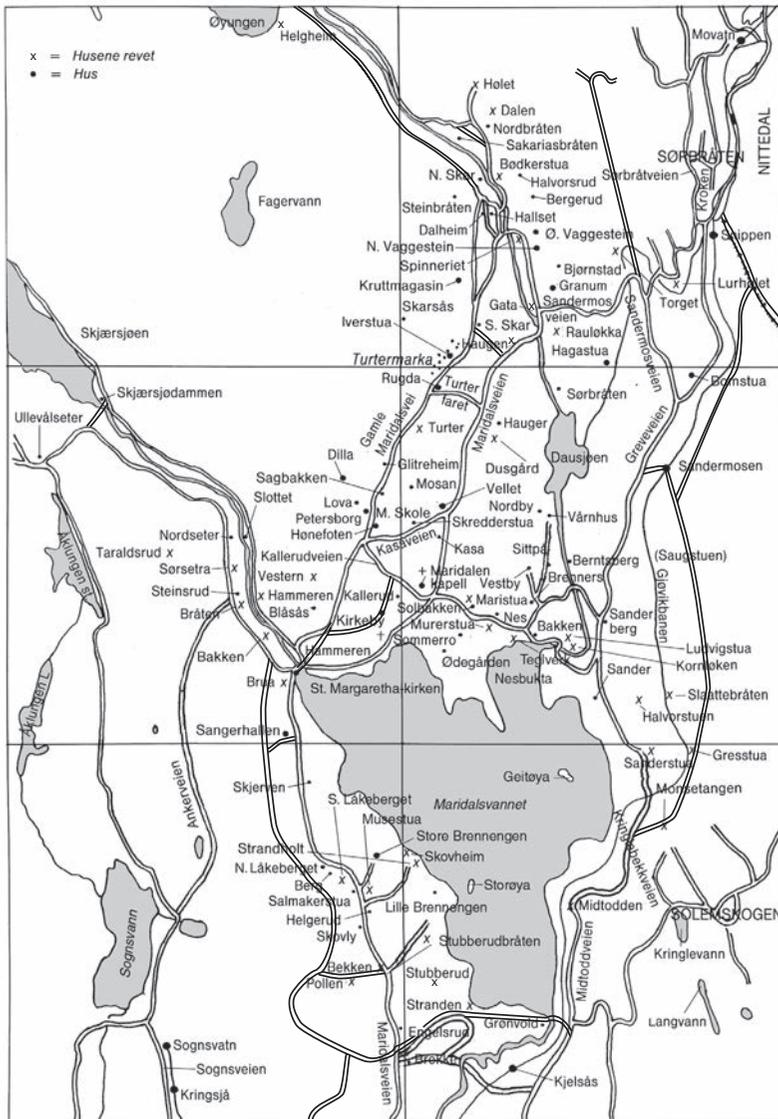 Øyungen
Helgheim
x = Husene revet
• = Hus
Movatn
NITTEDAL
Hølet
Dalen
Nordbråten
Sakariasbråten
SØRBRÅTEN
Bødkerstua
Sørbråtveien
N. Skar
Halvorsrud
Kroken
Fagervann
Steinbråten
Bergerud
Hallset
Dalheim
Ø. Vaggestein
Snippen
N. Vaggestein
Spinneriet
Bjørnstad
Kruttmagasin
Granum
Lurhølet
Torget
Skarsås
Gata
Sandermos
veien
Sandermosveien
Iverstua
S. Skar
Rauløkka
Skjærsjøen
Haugen
Hagastua
Turtermarka
Rugda
Turter
faret
Bomstua
Skjærsjødammen
Sørbråten
Gamle
Maridalsvei
Maridalsveien
Greveveien
Ullevålseter
Turter
Hauger
Dausjøen
Dusgård
Dilla
Glitreheim
Sandermosen
Sagbakken
Mosan
Slottet
Vellet
Lova
Nordby
Petersborg
M. Skole
Vårnhus
Nordseter
Hønefoten
Skredderstua
Kasaveien
Taraldsrud
Kallerudveien
Kasa
Sittpå
(Saugstuen)
Åklungen st.
Sørsetra
Maridalen
kapell
Berntsberg
Vestern
Vestby
Brenners
Gjøvikbanen
Steinsrud
Hammeren
Kallerud
Maristua
Bråten
Blåsås
Solbakken
Nes
Sander
berg
Kirkeby
Murerstua
Bakken
Bakken
Hammeren
Sommerro
Ludvigstua
Teglverk
Kornløken
Ødegården
Nesbukta
Sander
Brua
St. Margaretha-kirken
Slaattebråten
Åklungen L
Halvorstuen
Sangerhallen
Sanderstua
Gresstua
Geitøya
Monsetangen
Skjerven
Ankerveien
S. Låkeberget
Maridalsvannet
Musestua
Kringlebekkveien
Store Brennengen
Strandholt
Skovheim
N. Låkeberget
Berg
Storøya
Salmakerstua
Lille Brennengen
Midtodden
SOLEMSKOGEN
Helgerud
Skovly
Sognsvann
Stubberudbråten
Midtoddveien
Kringlevann
Bekken
Pollen
Stubberud
Stranden
Langvann
Engelsrud
Grønvold
Sognsvatn
Maridalsveien
Brekke
Sognsveien
Kjelsås
Kringsjå